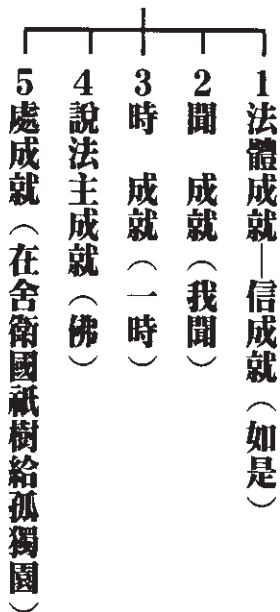 1法體成就—信成就（如是）
2聞　成就（我聞）
3時　成就（一時）
4說法主成就（佛）
5處成就（在舍衛國祇樹給孤獨園）